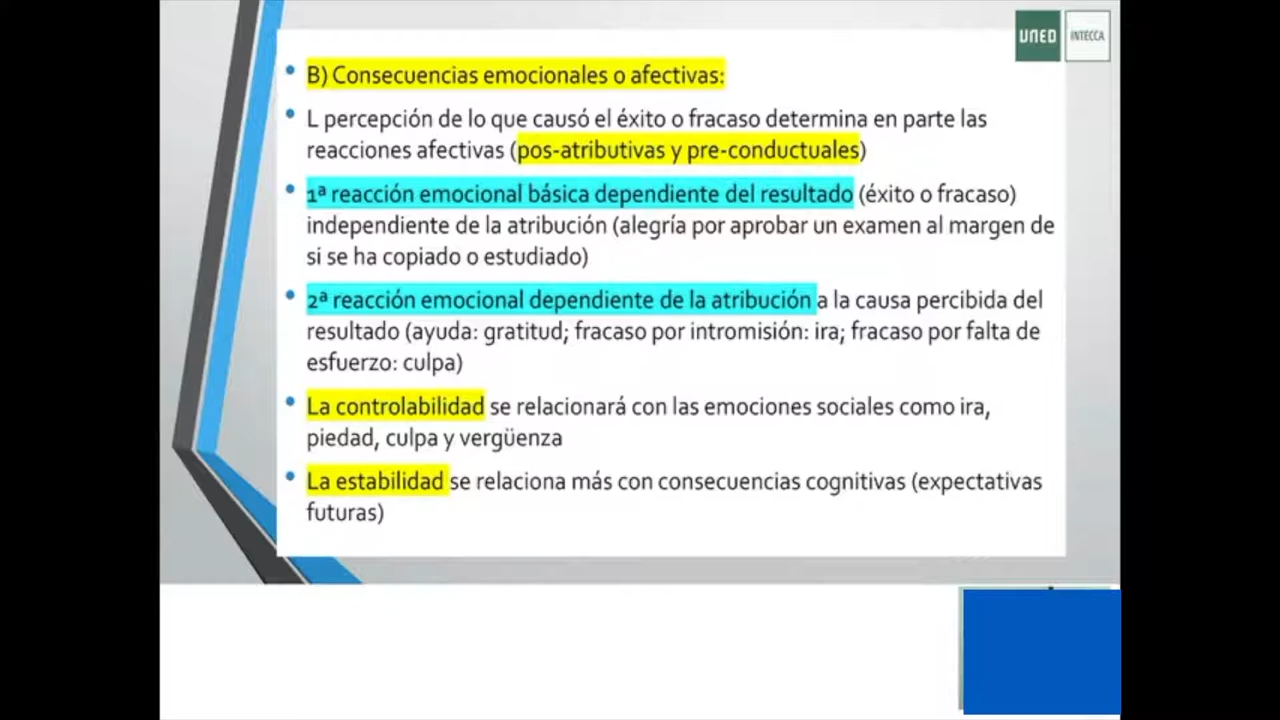 UNED
INTECCA
• B) Consecuencias emocionales o afectivas:
• L percepción de lo que causó el éxito o fracaso determina en parte las
reacciones afectivas (pos-atributivas y pre-conductuales)
• 1ª reacción emocional básica dependiente del resultado (éxito o fracaso)
independiente de la atribución (alegría por aprobar un examen al margen de
si se ha copiado o estudiado)
• 2ª reacción emocional dependiente de la atribución a la causa percibida del
resultado (ayuda: gratitud; fracaso por intromisión: ira; fracaso por falta de
esfuerzo: culpa)
• La controlabilidad se relacionará con las emociones sociales como ira,
piedad, culpa y vergüenza
• La estabilidad se relaciona más con consecuencias cognitivas (expectativas
futuras)